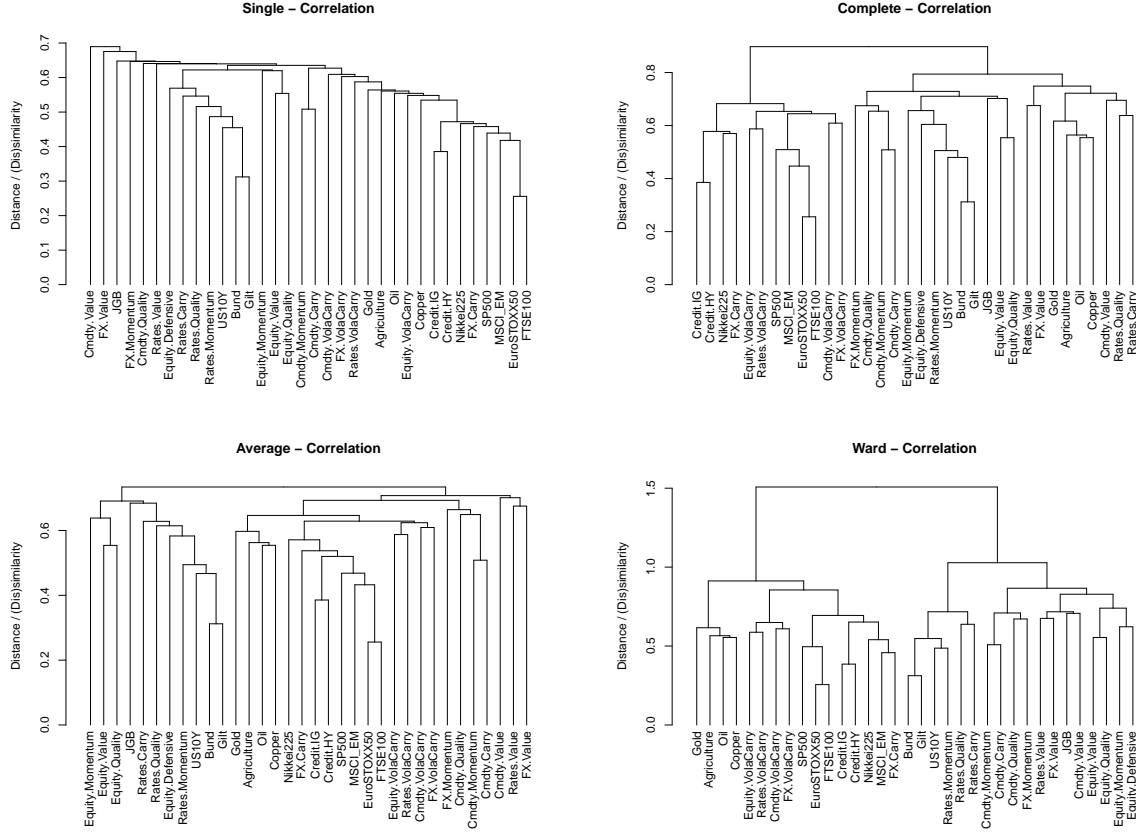 Single − Correlation
Distance / (Dis)similarity
0.0
0.1
0.2
0.3
0.4
0.5
0.6
0.7
Cmdty.Value
FX.Value
JGB
FX.Momentum
Cmdty.Quality
Rates.Value
Equity.Defensive
Rates.Carry
Rates.Quality
Rates.Momentum
US10Y
Bund
Gilt
Equity.Momentum
Equity.Value
Equity.Quality
Cmdty.Momentum
Cmdty.Carry
Cmdty.VolaCarry
FX.VolaCarry
Rates.VolaCarry
Gold
Agriculture
Oil
Equity.VolaCarry
Copper
Credit.IG
Credit.HY
Nikkei225
FX.Carry
SP500
MSCI_EM
EuroSTOXX50
FTSE100
Complete − Correlation
Distance / (Dis)similarity
0.0
0.2
0.4
0.6
0.8
Credit.IG
Credit.HY
Nikkei225
FX.Carry
Equity.VolaCarry
Rates.VolaCarry
SP500
MSCI_EM
EuroSTOXX50
FTSE100
Cmdty.VolaCarry
FX.VolaCarry
FX.Momentum
Cmdty.Quality
Cmdty.Momentum
Cmdty.Carry
Equity.Momentum
Equity.Defensive
Rates.Momentum
US10Y
Bund
Gilt
JGB
Equity.Value
Equity.Quality
Rates.Value
FX.Value
Gold
Agriculture
Oil
Copper
Cmdty.Value
Rates.Quality
Rates.Carry
Average − Correlation
Distance / (Dis)similarity
0.0
0.2
0.4
0.6
Equity.Momentum
Equity.Value
Equity.Quality
JGB
Rates.Carry
Rates.Quality
Equity.Defensive
Rates.Momentum
US10Y
Bund
Gilt
Gold
Agriculture
Oil
Copper
Nikkei225
FX.Carry
Credit.IG
Credit.HY
SP500
MSCI_EM
EuroSTOXX50
FTSE100
Equity.VolaCarry
Rates.VolaCarry
Cmdty.VolaCarry
FX.VolaCarry
FX.Momentum
Cmdty.Quality
Cmdty.Momentum
Cmdty.Carry
Cmdty.Value
Rates.Value
FX.Value
Ward − Correlation
Distance / (Dis)similarity
0.0
0.5
1.0
1.5
Gold
Agriculture
Oil
Copper
Equity.VolaCarry
Rates.VolaCarry
Cmdty.VolaCarry
FX.VolaCarry
SP500
EuroSTOXX50
FTSE100
Credit.IG
Credit.HY
Nikkei225
MSCI_EM
FX.Carry
Bund
Gilt
US10Y
Rates.Momentum
Rates.Quality
Rates.Carry
Cmdty.Momentum
Cmdty.Carry
Cmdty.Quality
FX.Momentum
Rates.Value
FX.Value
JGB
Cmdty.Value
Equity.Value
Equity.Quality
Equity.Momentum
Equity.Defensive